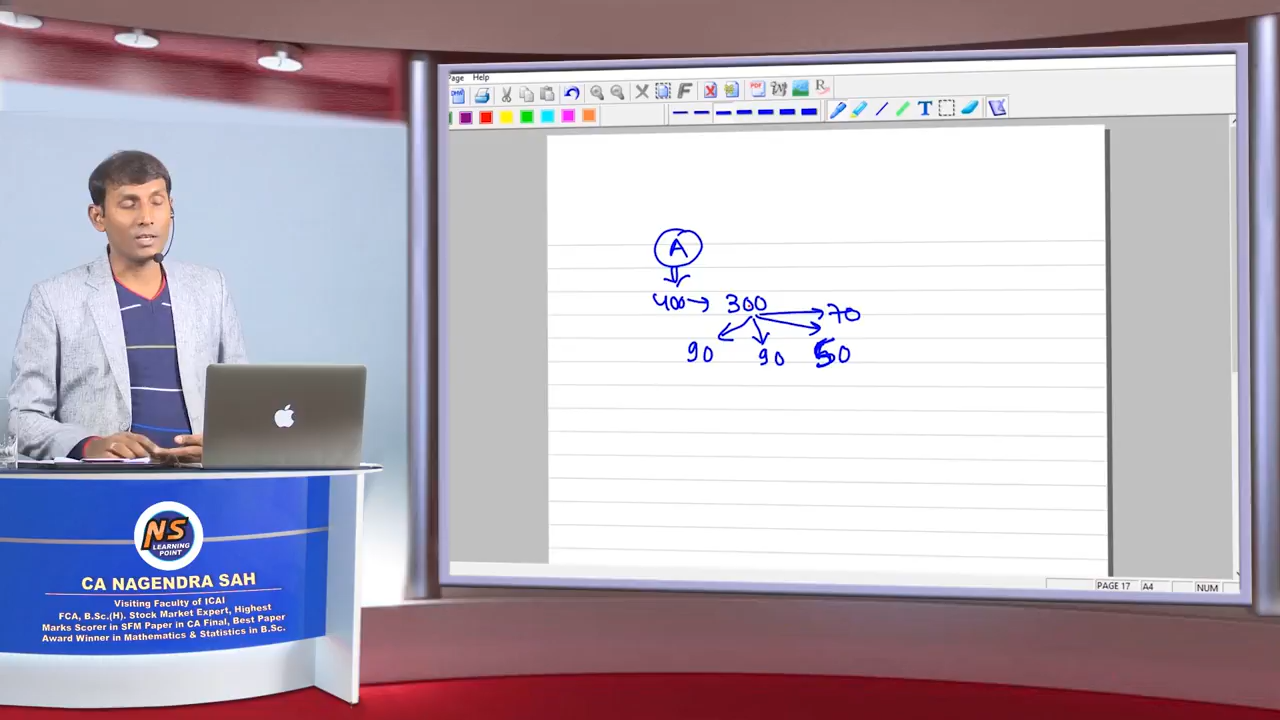 Page Help
A
400 → 300
70
90 90 50
NS
LEARNING
POINT
CA NAGENDRA SAH
Visiting Faculty of ICAI
FCA, B.Sc.(H). Stock Market Expert, Highest
Marks Scorer in SFM Paper in CA Final, Best Paper
Award Winner in Mathematics & Statistics in B.Sc.
PAGE 17 A4 NUM